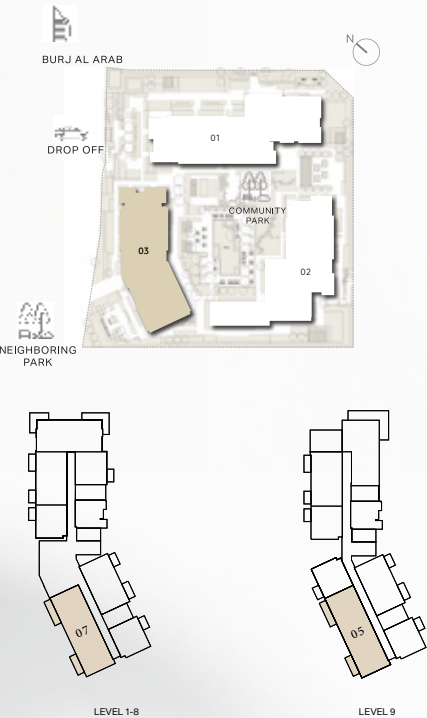 BURJ AL ARAB
N
DROP OFF
01
COMMUNITY
PARK
03
02
NEIGHBORING
PARK
07
05
LEVEL 1-8
LEVEL 9